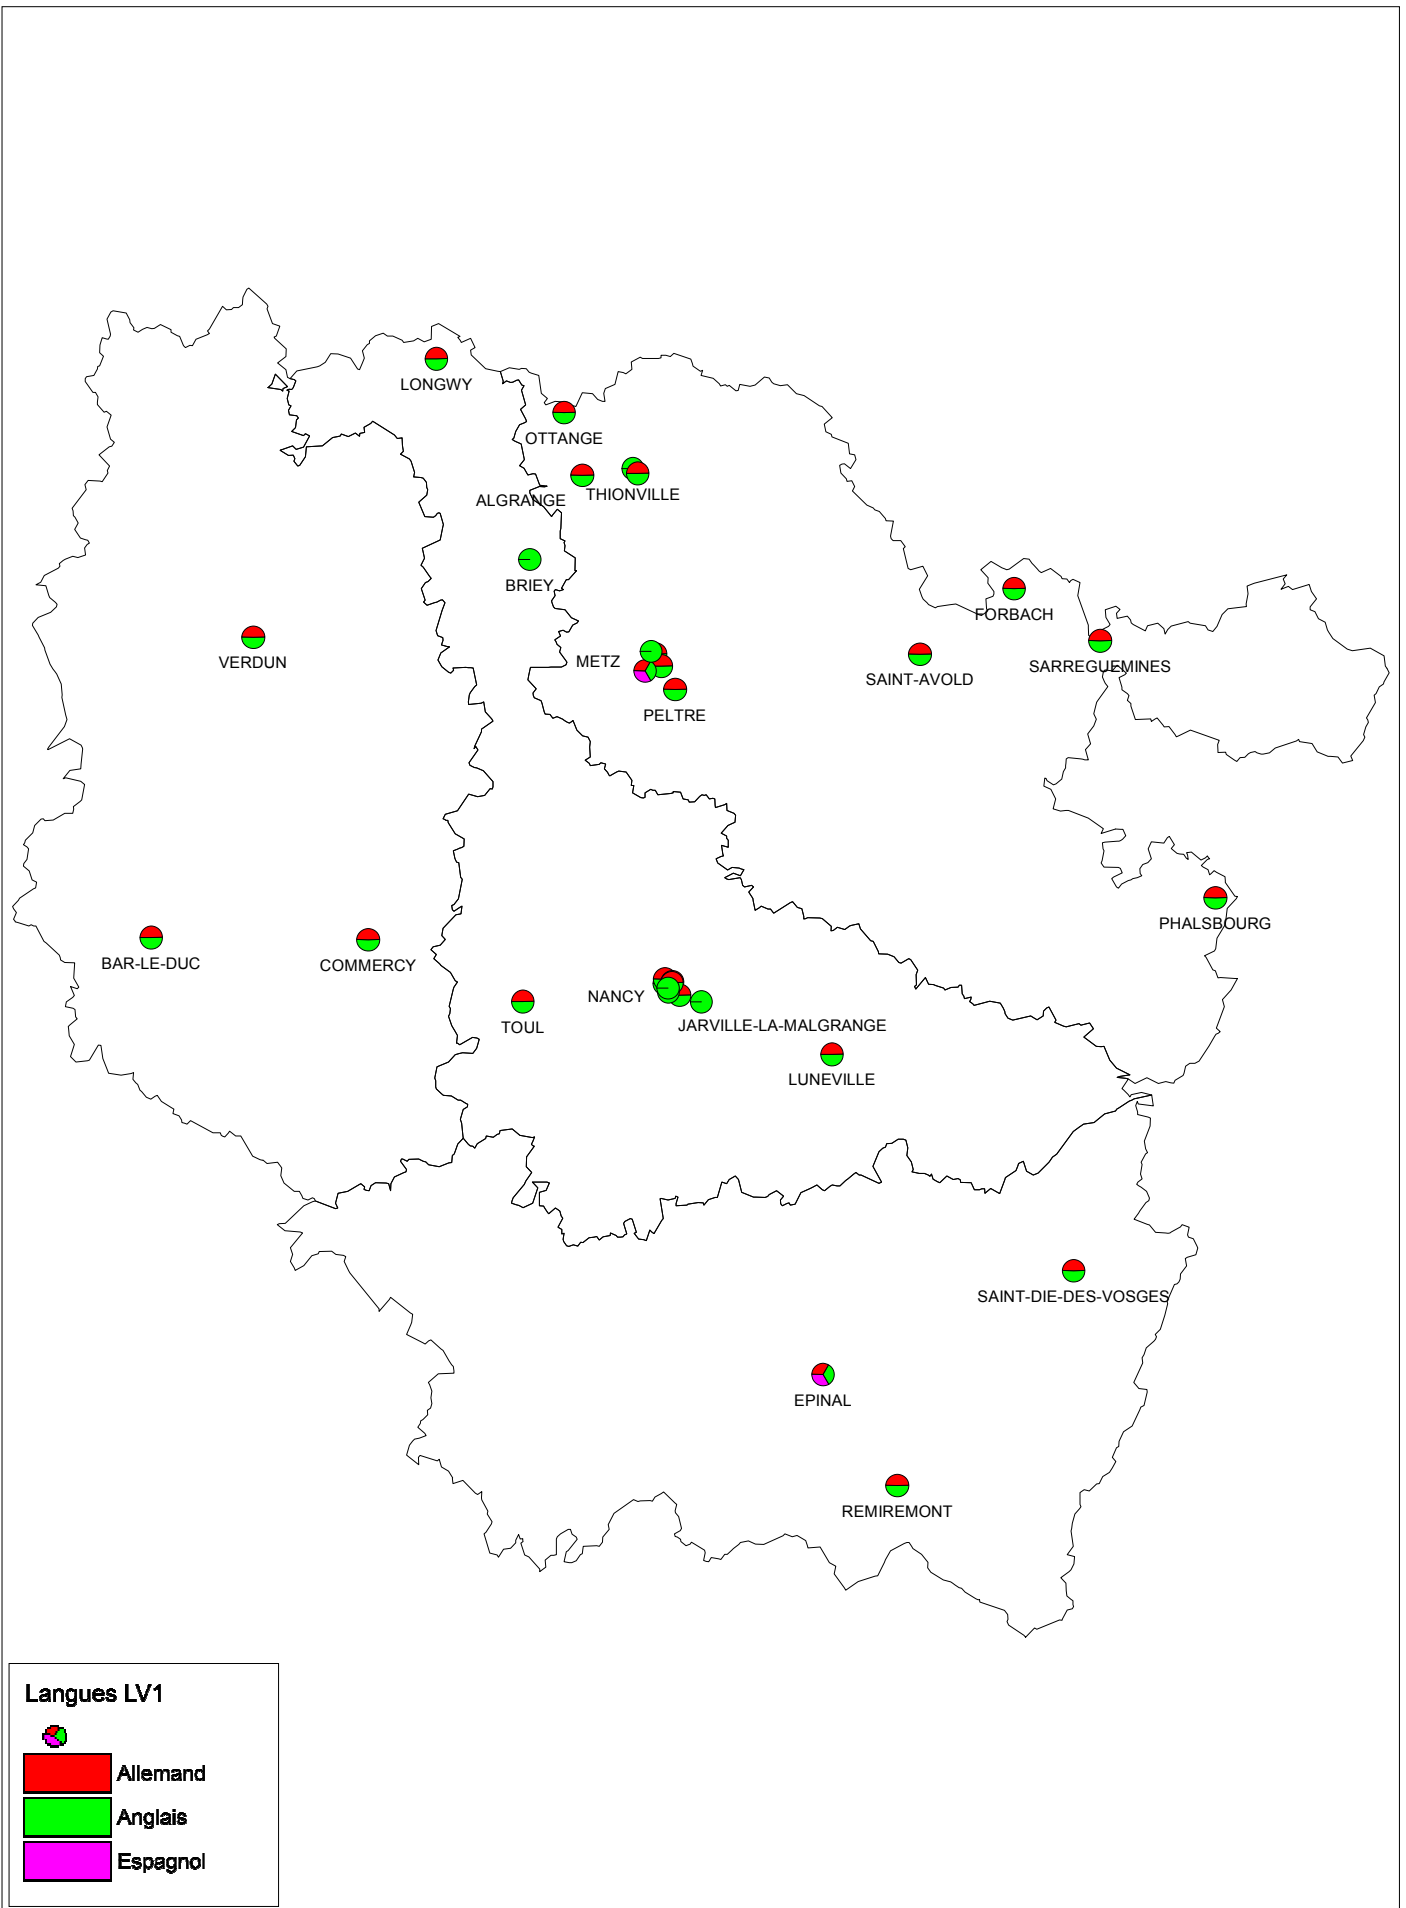 LONGWY
OTTANGE
ALGRANGE
THIONVILLE
BRIEY
FORBACH
VERDUN
METZ
SAINT-AVOLD
SARREGUEMINES
PELTRE
PHALSBOURG
BAR-LE-DUC
COMMERCY
NANCY
TOUL
JARVILLE-LA-MALGRANGE
LUNEVILLE
SAINT-DIE-DES-VOSGES
EPINAL
REMIREMONT
Langues LV1
Allemand
Anglais
Espagnol